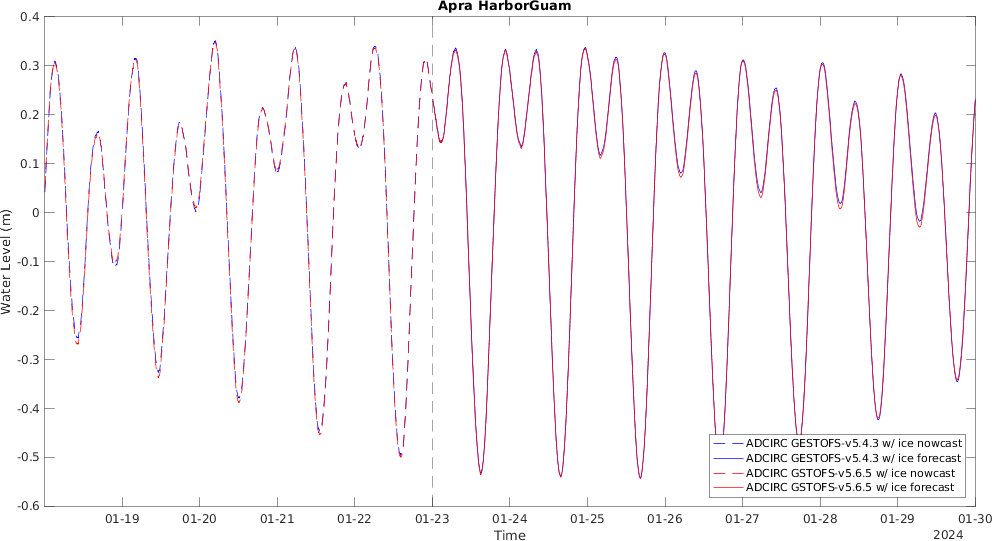 Apra HarborGuam
0.4
0.3
0.2
0.1
0
-0.1
-0.2
-0.3
-0.4
-0.5
-0.6
Water Level (m)
ADCIRC GESTOFS-v5.4.3 w/ ice nowcast
ADCIRC GESTOFS-v5.4.3 w/ ice forecast
ADCIRC GSTOFS-v5.6.5 w/ ice nowcast
ADCIRC GSTOFS-v5.6.5 w/ ice forecast
01-19 01-20 01-21 01-22 01-23 01-24 01-25 01-26 01-27 01-28 01-29 01-30
Time
2024